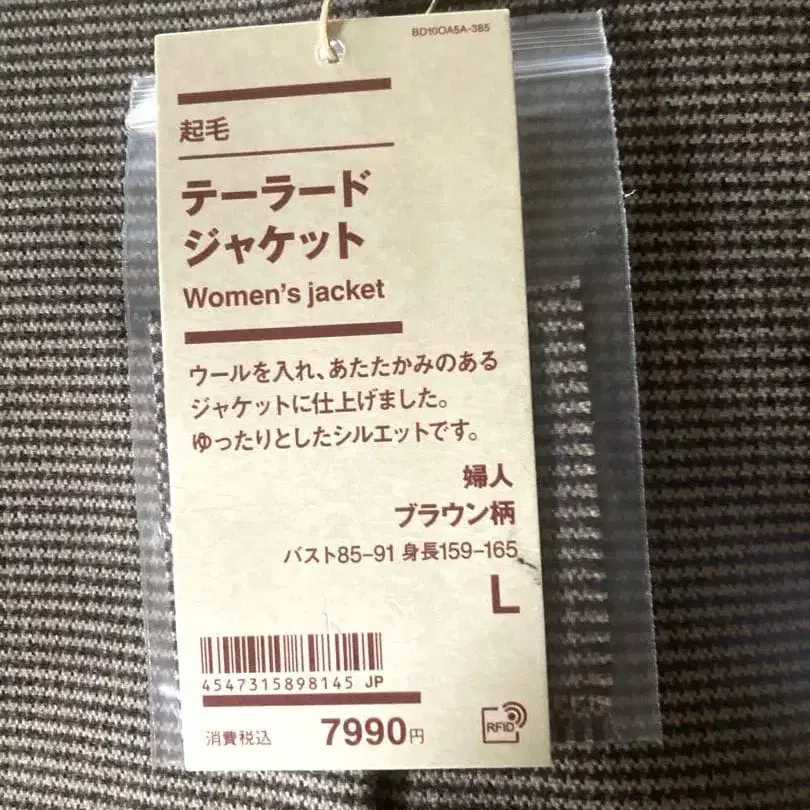 BD10OA5A-385
起毛
テーラード
ジャケット
Women's jacket
ウールを入れ、あたたかみのある
ジャケットに仕上げました。
ゆったりとしたシルエットです。
婦人
ブラウン柄
バスト85-91 身長159-165
L
4547315898145 JP
消費税込 7990円
RFID